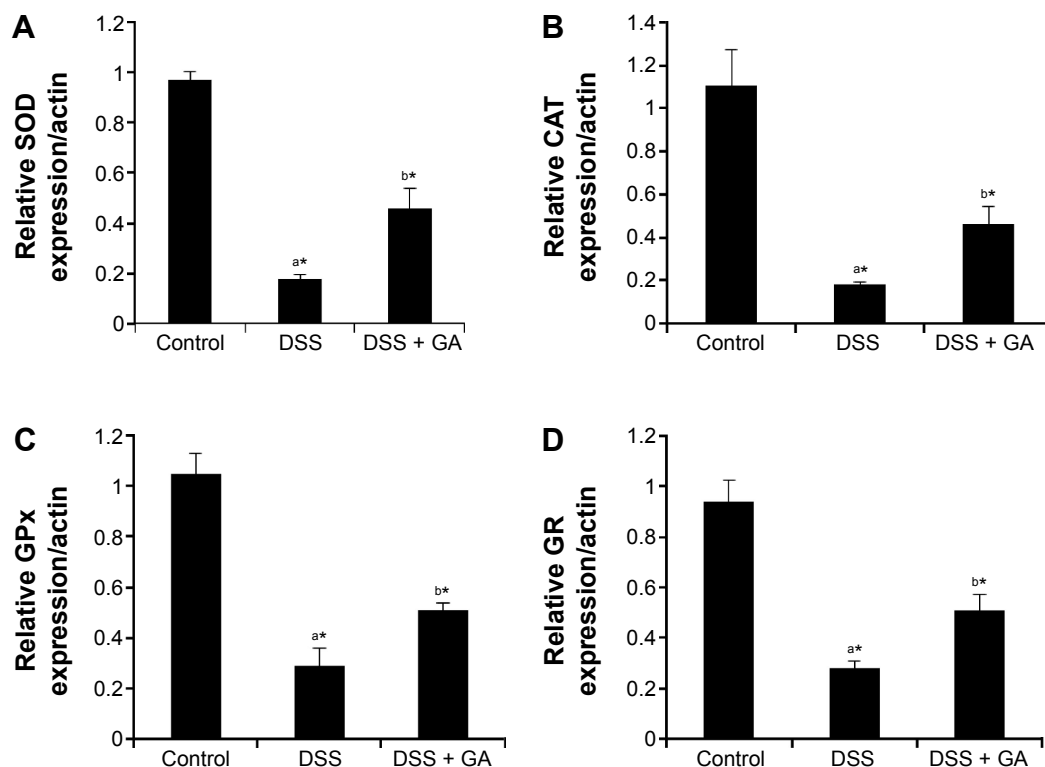 A
Relative SOD
expression/actin
1.2
1
0.8
0.6
0.4
0.2
0
a*
b*
Control DSS DSS + GA
B
Relative CAT
expression/actin
1.4
1.2
1
0.8
0.6
0.4
0.2
0
a*
b*
Control DSS DSS + GA
C
Relative GPx
expression/actin
1.2
1
0.8
0.6
0.4
0.2
0
a*
b*
Control DSS DSS + GA
D
Relative GR
expression/actin
1.2
1
0.8
0.6
0.4
0.2
0
a*
b*
Control DSS DSS + GA